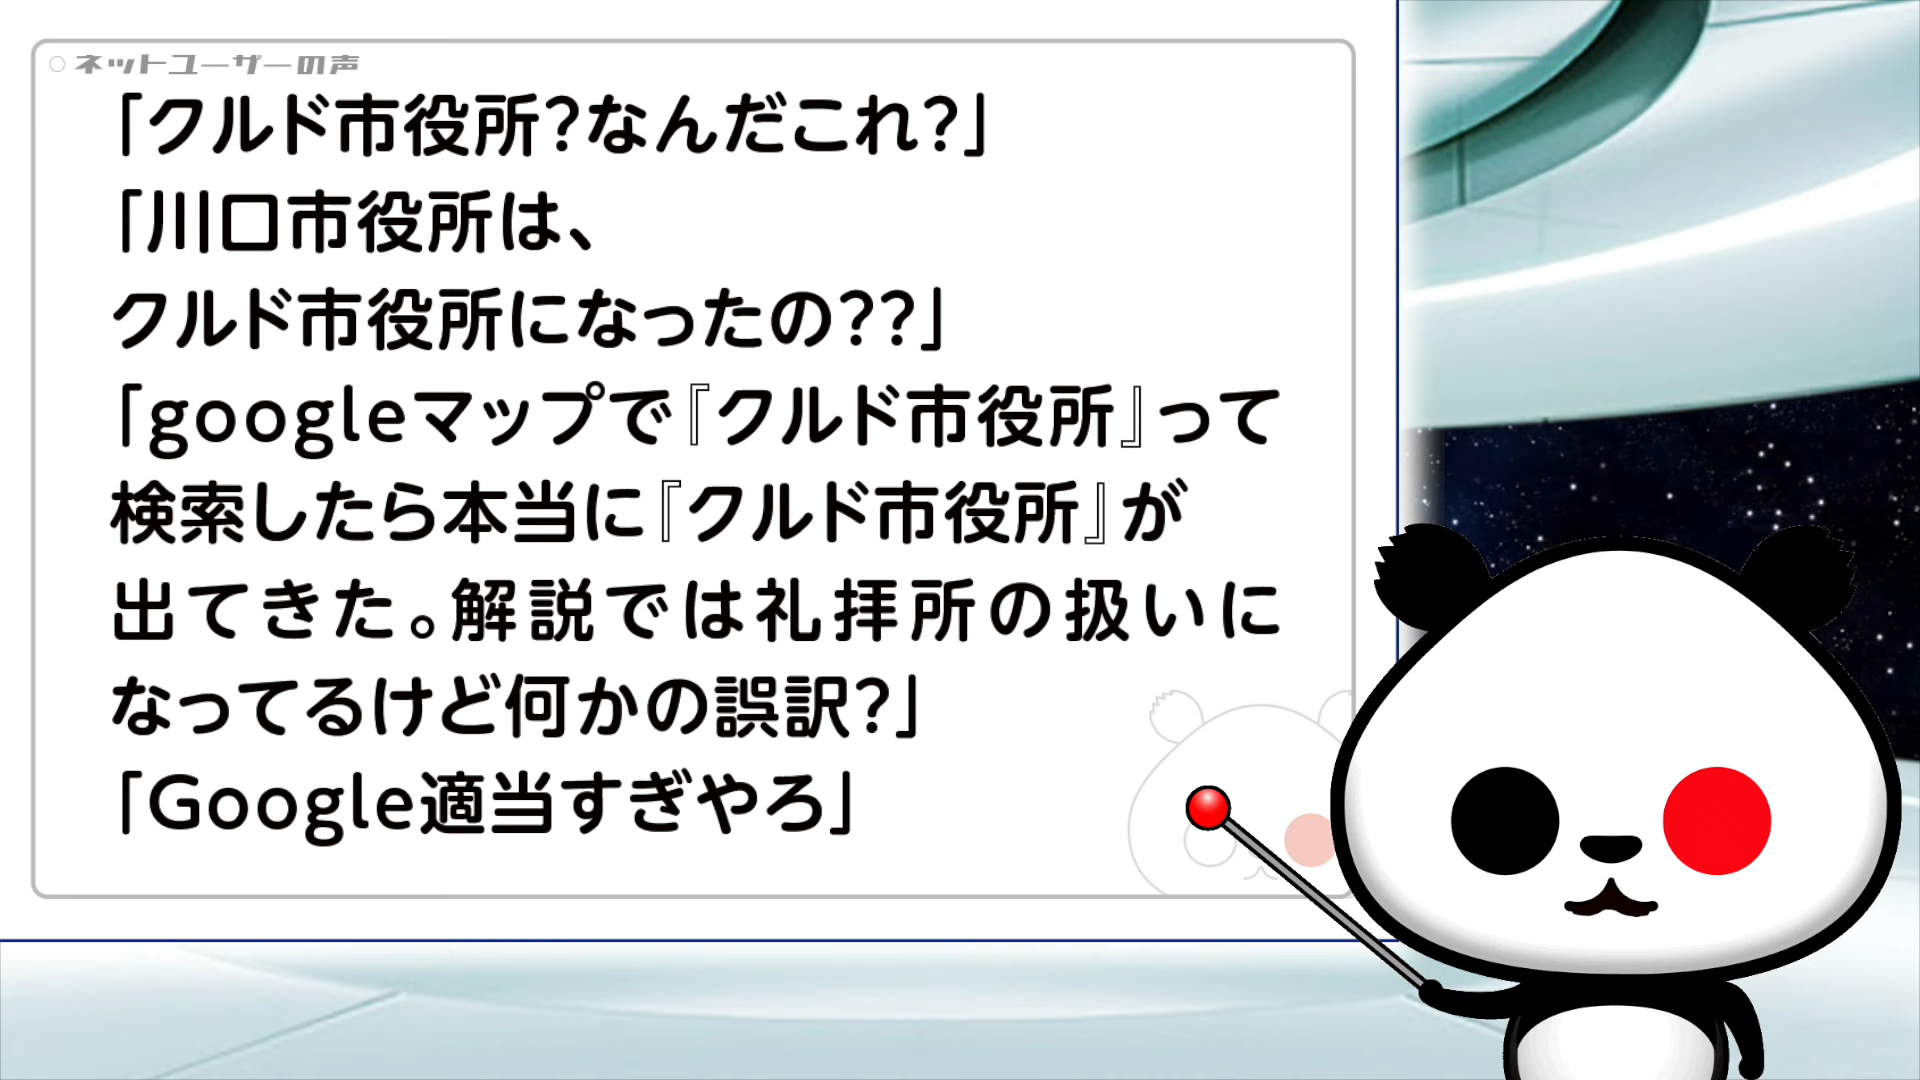 ○ネットユーザーの声
「クルド市役所？なんだこれ？」
「川口市役所は、
クルド市役所になったの？？」
「googleマップで『クルド市役所』って
検索したら本当に『クルド市役所』が
出てきた。解説では礼拝所の扱いに
なってるけど何かの誤訳？」
「Google適当すぎやろ」